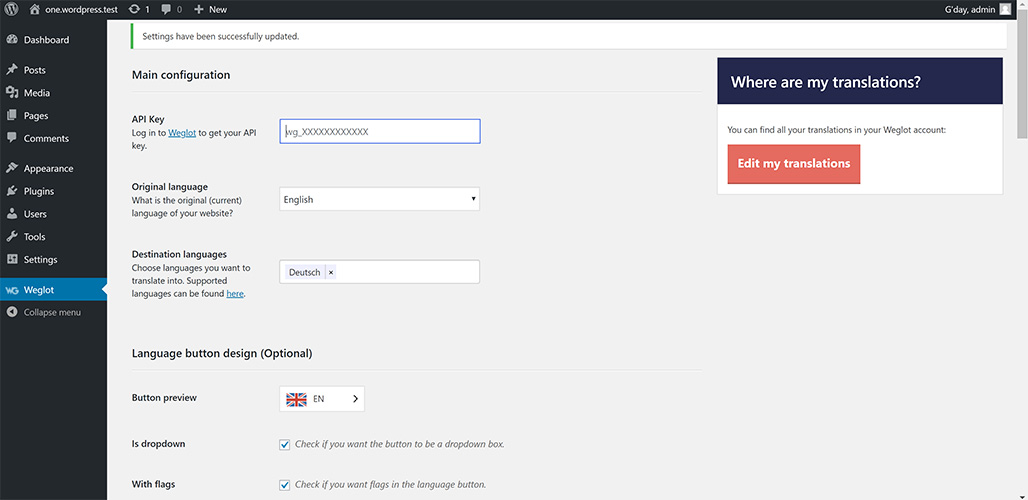 one.wordpress.test 1 0 New G'day, admin
Dashboard
Posts
Media
Pages
Comments
Appearance
Plugins
Users
Tools
Settings
Weglot
Collapse menu
Settings have been successfully updated.
Main configuration
API Key
Log in to Weglot to get your API
key.
wg_XXXXXXXXXXXX
Original language
What is the original (current)
language of your website?
English
Destination languages
Choose languages you want to
translate into. Supported
languages can be found here.
Deutsch ×
Language button design (Optional)
Button preview
EN
Is dropdown
Check if you want the button to be a dropdown box.
With flags
Check if you want flags in the language button.
Where are my translations?
You can find all your translations in your Weglot account:
Edit my translations